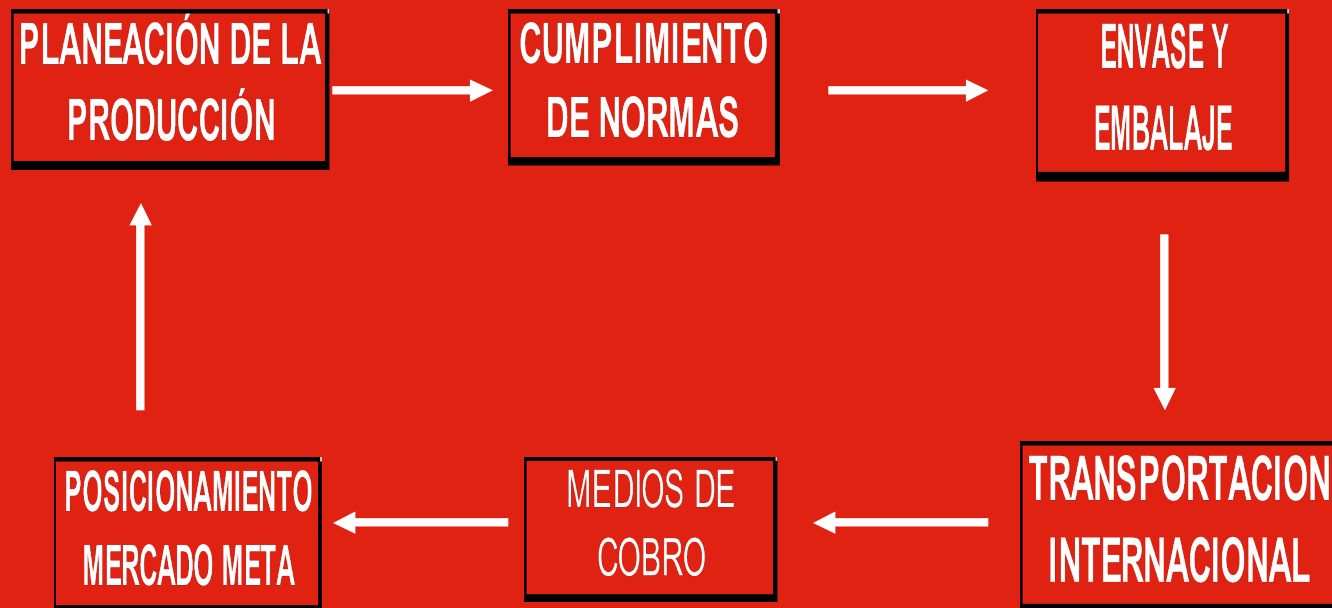 PLANEACIÓN DE LA
PRODUCCIÓN
CUMPLIMIENTO
DE NORMAS
ENVASE Y
EMBALAJE
TRANSPORTACION
INTERNACIONAL
MEDIOS DE
COBRO
POSICIONAMIENTO
MERCADO META